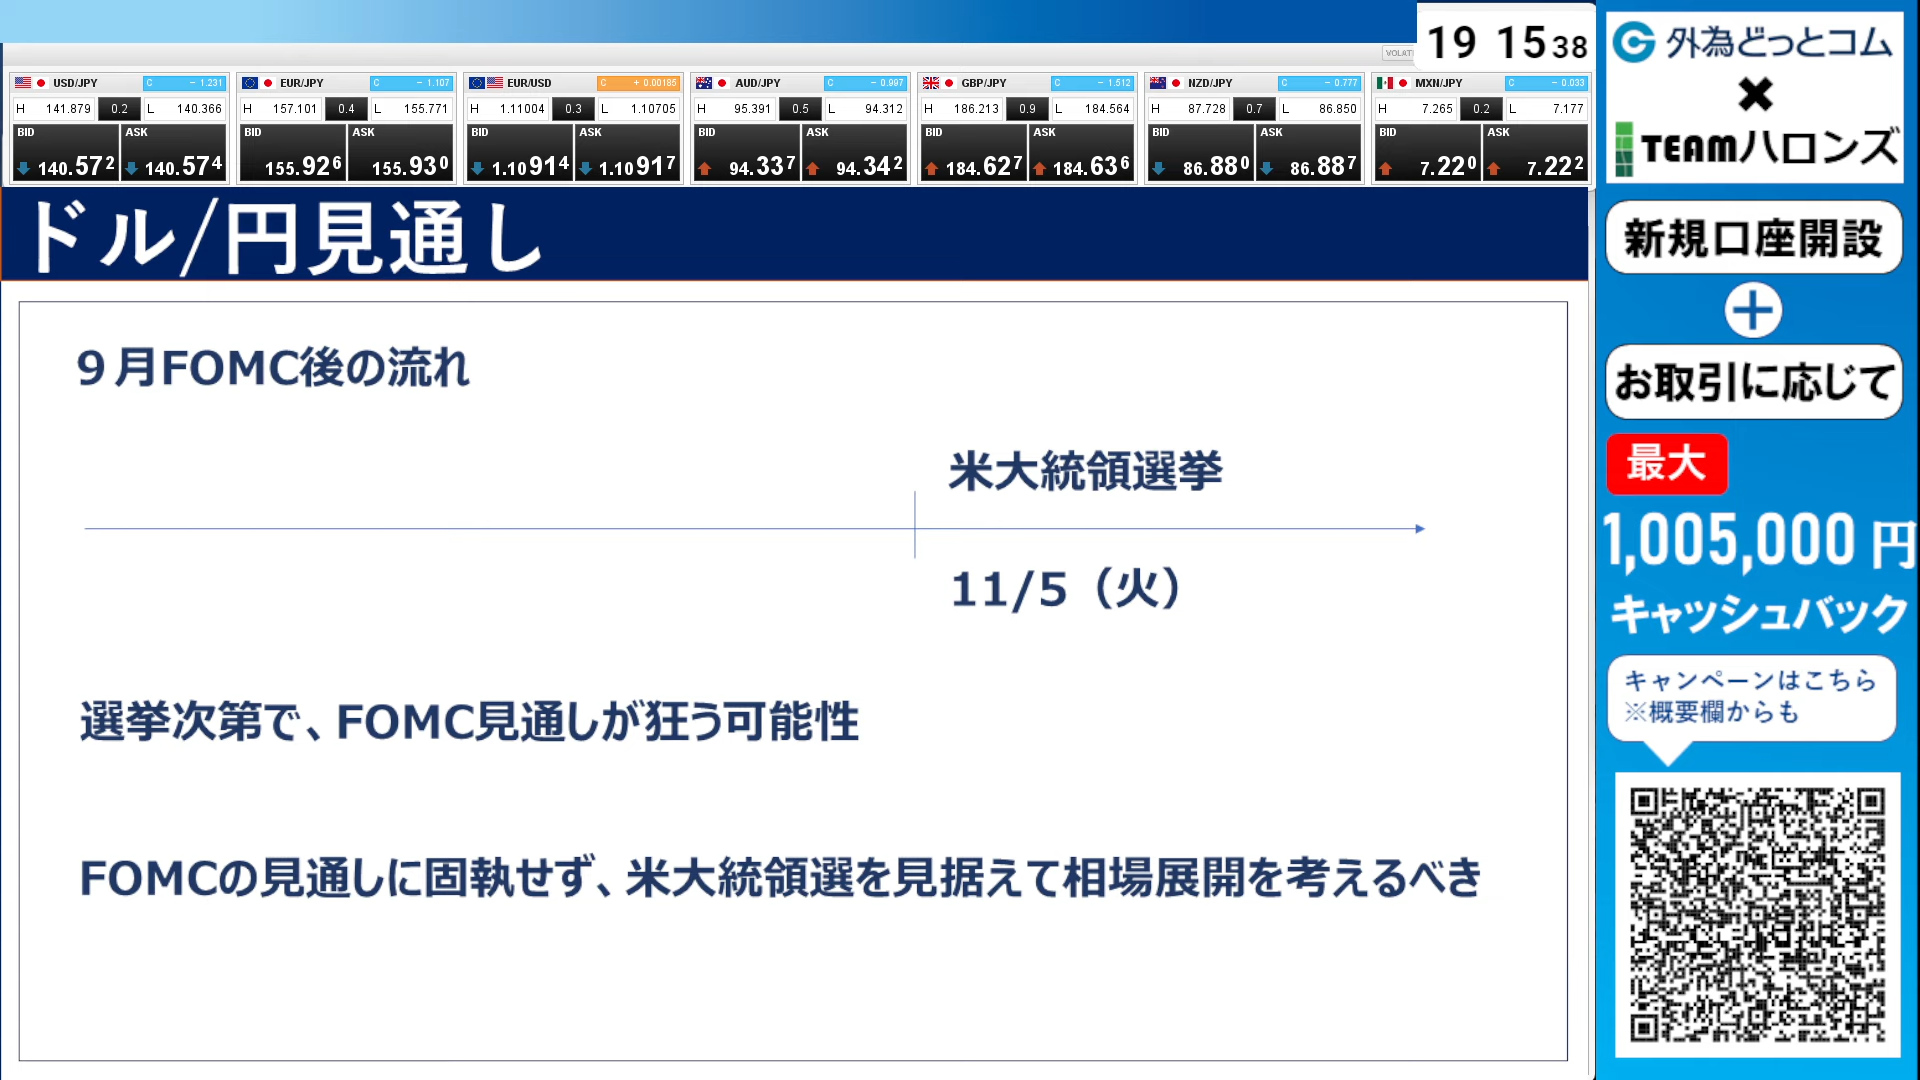 VOLAT
19 15 38
USD/JPY C - 1.231
H 141.879 0.2 L 140.366
BID ASK
140.572 140.574
EUR/JPY C - 1.107
H 157.101 0.4 L 155.771
BID ASK
155.926 155.930
EUR/USD C + 0.00185
H 1.11004 0.3 L 1.10705
BID ASK
1.10914 1.10917
AUD/JPY C - 0.997
H 95.391 0.5 L 94.312
BID ASK
94.337 94.342
GBP/JPY C - 1.512
H 186.213 0.9 L 184.564
BID ASK
184.627 184.636
NZD/JPY C - 0.777
H 87.728 0.7 L 86.850
BID ASK
86.880 86.887
MXN/JPY C - 0.033
H 7.265 0.2 L 7.177
BID ASK
7.220 7.222
ドル/円見通し
９月FOMC後の流れ
米大統領選挙
11/5（火）
選挙次第で、FOMC見通しが狂う可能性
FOMCの見通しに固執せず、米大統領選を見据えて相場展開を考えるべき
外為どっとコム
×
TEAMハロンズ
新規口座開設
+
お取引に応じて
最大
1,005,000 円
キャッシュバック
キャンペーンはこちら
※概要欄からも